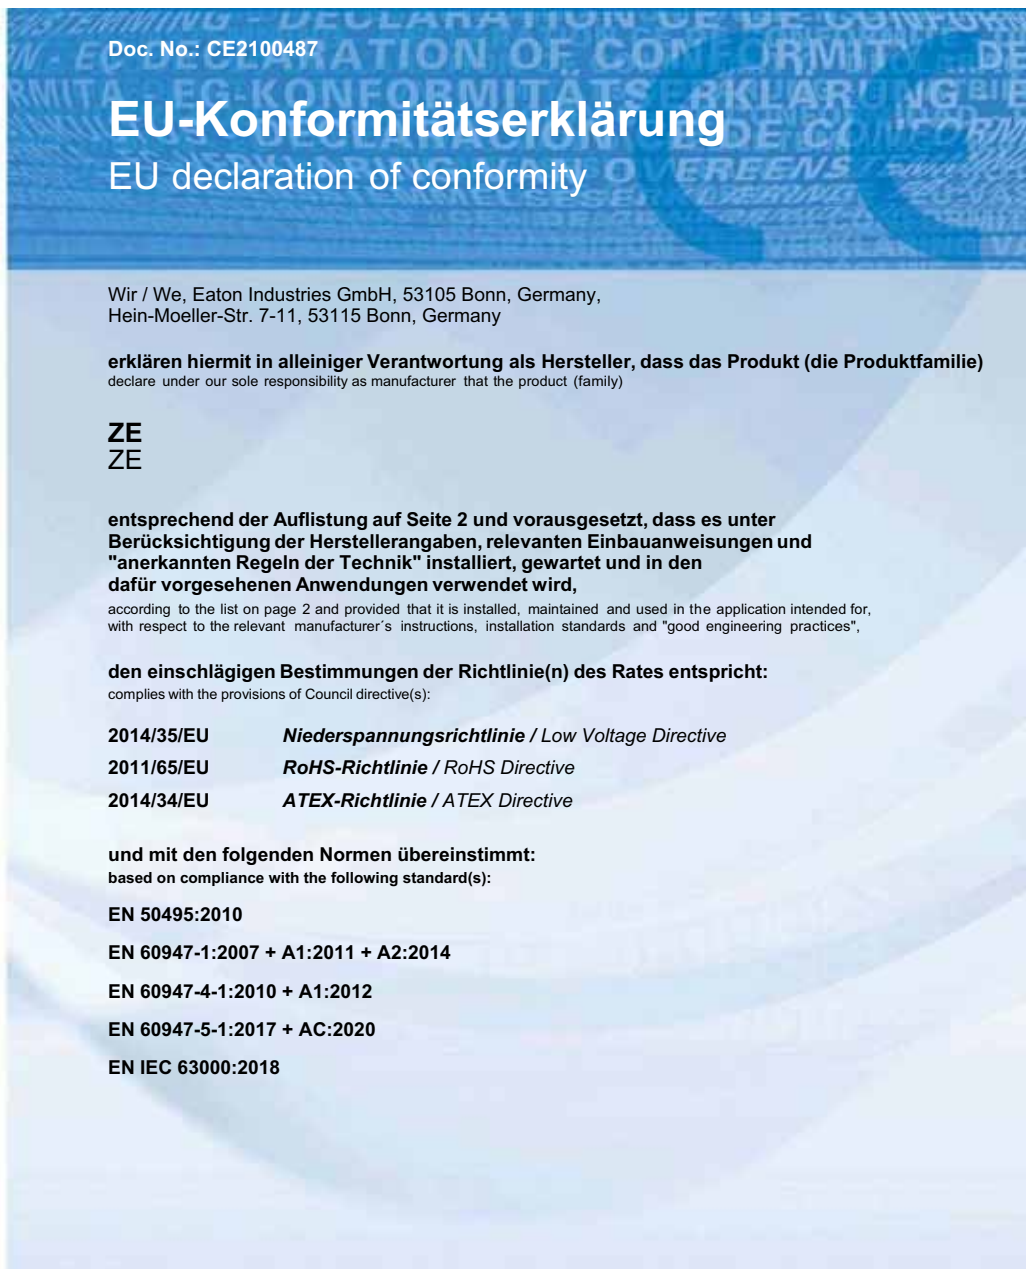 Doc. No.: CE2100487
EU-Konformitätserklärung
EU declaration of conformity
Wir / We, Eaton Industries GmbH, 53105 Bonn, Germany,
Hein-Moeller-Str. 7-11, 53115 Bonn, Germany
erklären hiermit in alleiniger Verantwortung als Hersteller, dass das Produkt (die Produktfamilie)
declare under our sole responsibility as manufacturer that the product (family)
ZE
ZE
entsprechend der Auflistung auf Seite 2 und vorausgesetzt, dass es unter
Berücksichtigung der Herstellerangaben, relevanten Einbauanweisungen und
"anerkannten Regeln der Technik" installiert, gewartet und in den
dafür vorgesehenen Anwendungen verwendet wird,
according to the list on page 2 and provided that it is installed, maintained and used in the application intended for,
with respect to the relevant manufacturer´s instructions, installation standards and "good engineering practices",
den einschlägigen Bestimmungen der Richtlinie(n) des Rates entspricht:
complies with the provisions of Council directive(s):
2014/35/EU Niederspannungsrichtlinie / Low Voltage Directive
2011/65/EU RoHS-Richtlinie / RoHS Directive
2014/34/EU ATEX-Richtlinie / ATEX Directive
und mit den folgenden Normen übereinstimmt:
based on compliance with the following standard(s):
EN 50495:2010
EN 60947-1:2007 + A1:2011 + A2:2014
EN 60947-4-1:2010 + A1:2012
EN 60947-5-1:2017 + AC:2020
EN IEC 63000:2018